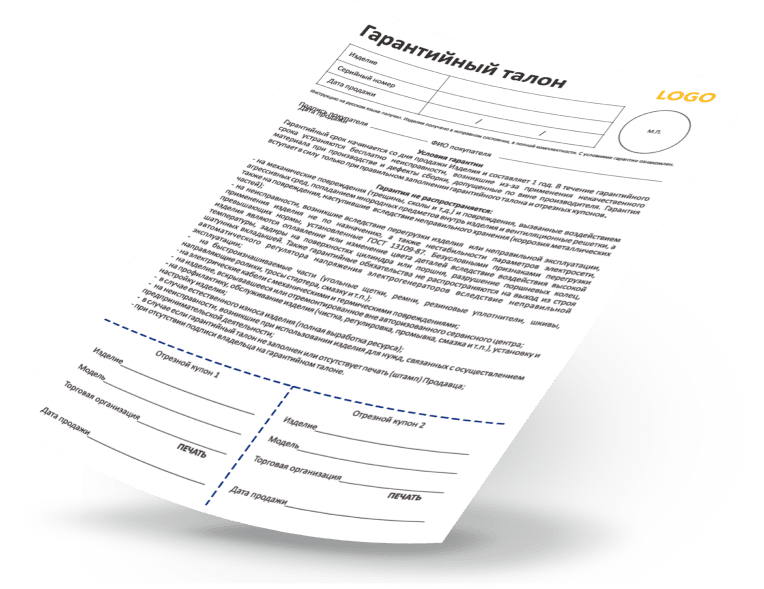 Гарантийный талон
LOGO
Изделие
Серийный номер
Дата продажи
/ /
М.П.
Инструкцию на русском языке получил. Изделие получено в исправном состоянии, в полной комплектности. С условиями гарантии ознакомлен.
Подпись покупателя ФИО покупателя
Дата продажи
Условия гарантии
Гарантийный срок начинается со дня продажи Изделия и составляет 1 год. В течение гарантийного
срока устраняются бесплатно неисправности, возникшие из-за применения некачественного
материала при производстве и дефекты сборки, допущенные по вине производителя. Гарантия
вступает в силу только при правильном заполнении гарантийного талона и отрезных купонов.
Гарантия не распространяется:
- на механические повреждения (трещины, сколы и т.д.) и повреждения, вызванные воздействием
агрессивных сред, попаданием инородных предметов внутрь изделия и вентиляционные решетки, а
также на повреждения, наступившие вследствие неправильного хранения (коррозия металлических
частей);
- на неисправности, возникшие вследствие перегрузки изделия или неправильной эксплуатации,
применения изделия не по назначению, а также нестабильности параметров электросети,
превышающих нормы, установленные ГОСТ 13109-87. Безусловными признаками перегрузки
изделия являются оплавление или изменение цвета деталей вследствие воздействия высокой
температуры, задиры на поверхностях цилиндра или поршня, разрушение поршневых колец,
шатунных вкладышей. Также гарантийные обязательства не распространяются на выход из строя
автоматического регулятора напряжения электрогенераторов вследствие неправильной
эксплуатации;
- на быстроизнашиваемые части (угольные щетки, ремни, резиновые уплотнители, шкивы,
направляющие ролики, тросы стартера, смазку и т.п.);
- на электрические кабели с механическими и термическими повреждениями;
- на изделие, вскрывавшееся или отремонтированное вне авторизованного сервисного центра;
- на профилактику, обслуживание изделия (чистка, регулировка, промывка, смазка и т.п.), установку и
настройку изделия;
- в случае естественного износа изделия (полная выработка ресурса);
- на неисправности, возникшие при использовании изделия для нужд, связанных с осуществлением
предпринимательской деятельности;
- в случае если гарантийный талон не заполнен или отсутствует печать (штамп) Продавца;
- при отсутствии подписи владельца на гарантийном талоне.
Отрезной купон 1
Изделие
Модель
Торговая организация
ПЕЧАТЬ
Дата продажи
Отрезной купон 2
Изделие
Модель
Торговая организация
ПЕЧАТЬ
Дата продажи